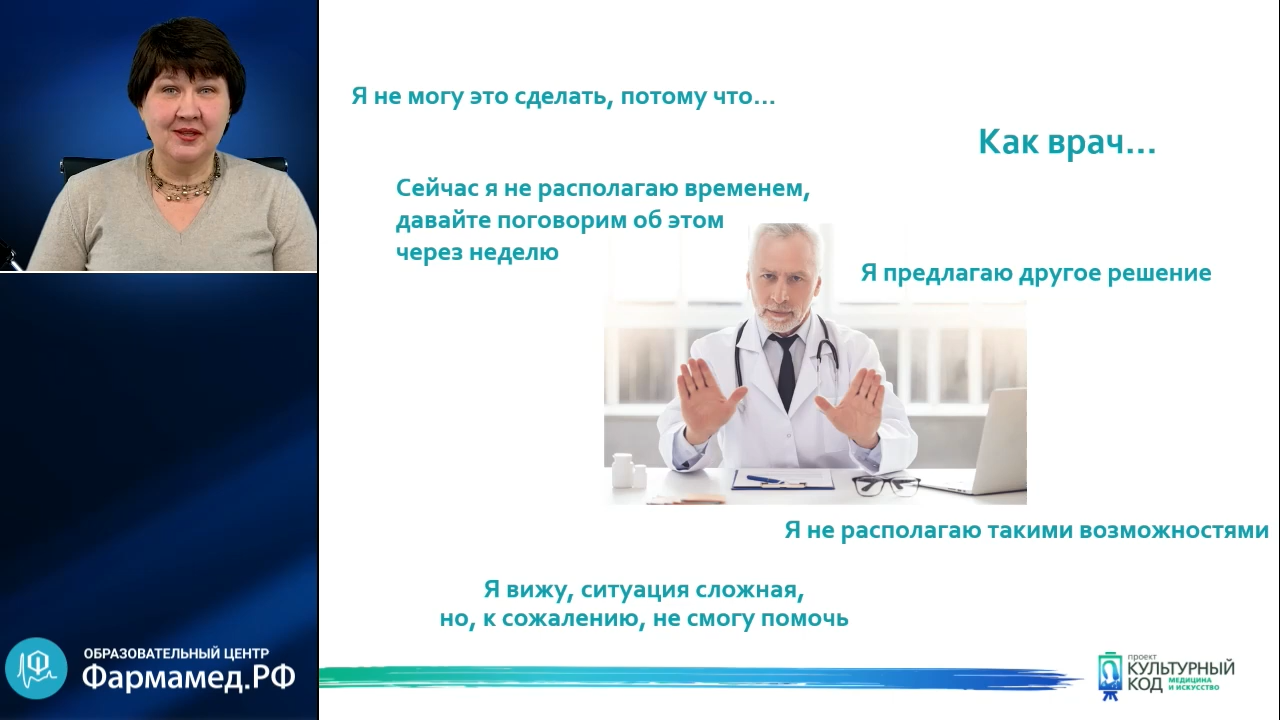 Я не могу это сделать, потому что...
Как врач...
Сейчас я не располагаю временем,
давайте поговорим об этом
через неделю
Я предлагаю другое решение
Я не располагаю такими возможностями
Я вижу, ситуация сложная,
но, к сожалению, не смогу помочь
ОБРАЗОВАТЕЛЬНЫЙ ЦЕНТР
Фармамед.РФ
проект
КУЛЬТУРНЫЙ
КОД
МЕДИЦИНА
И ИСКУССТВО